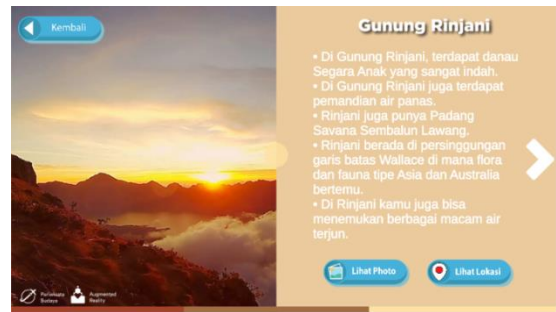 Kembali
Gunung Rinjani
• Di Gunung Rinjani, terdapat danau
Segara Anak yang sangat indah.
• Di Gunung Rinjani juga terdapat
pemandian air panas.
• Rinjani juga punya Padang
Savana Sembalun Lawang.
• Rinjani berada di persinggungan
garis batas Wallace di mana flora
dan fauna tipe Asia dan Australia
bertemu.
• Di Rinjani kamu juga bisa
menemukan berbagai macam air
terjun.
Lihat Photo
Lihat Lokasi
Pariwisata
Budaya
Augmented
Reality